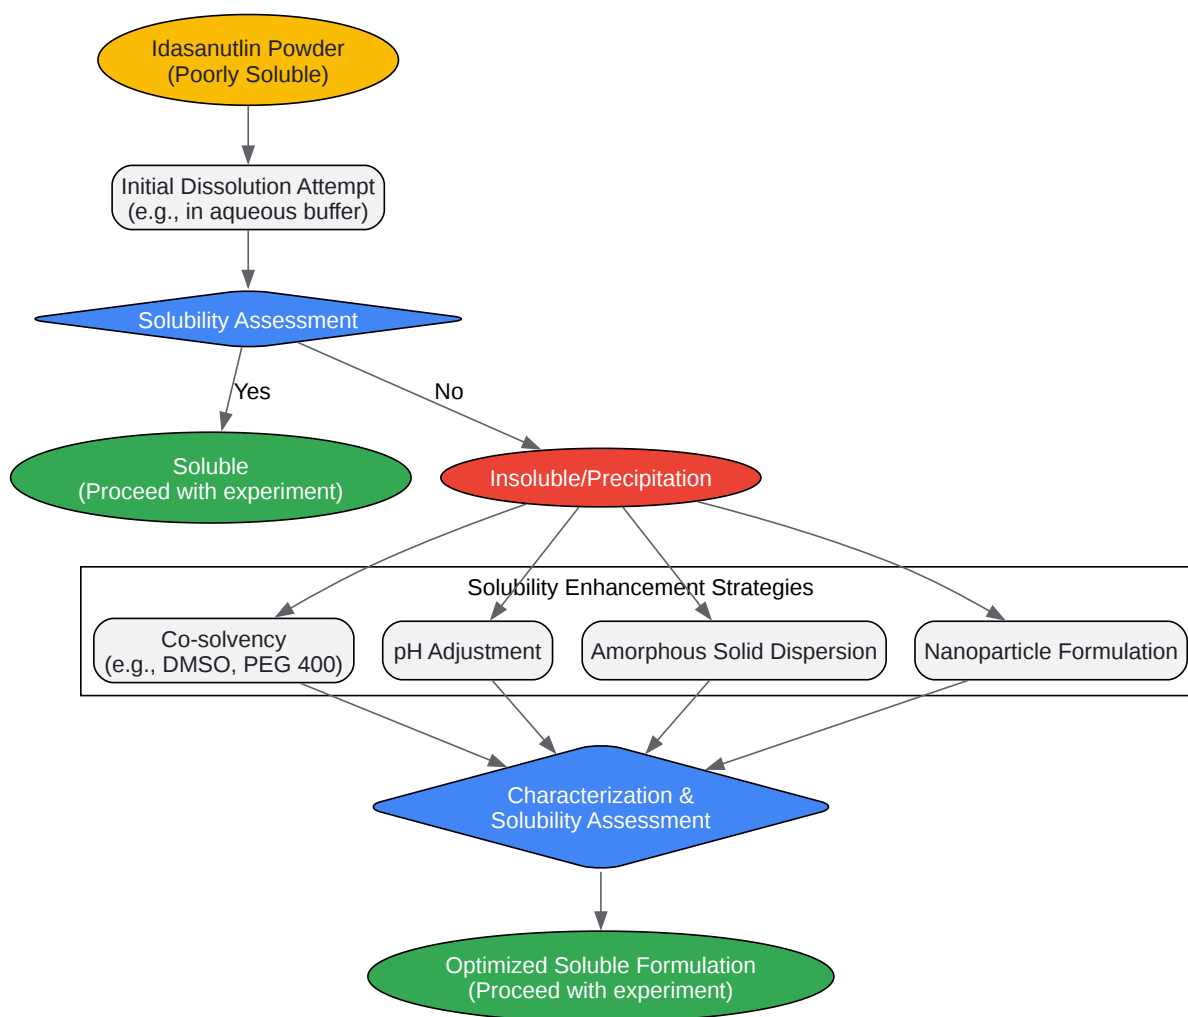 Idasanutlin Powder
(Poorly Soluble)
Initial Dissolution Attempt
(e.g., in aqueous buffer)
Solubility Assessment
Yes
No
Soluble
(Proceed with experiment)
Insoluble/Precipitation
Solubility Enhancement Strategies
Co-solvency
(e.g., DMSO, PEG 400)
pH Adjustment
Amorphous Solid Dispersion
Nanoparticle Formulation
Characterization &
Solubility Assessment
Optimized Soluble Formulation
(Proceed with experiment)